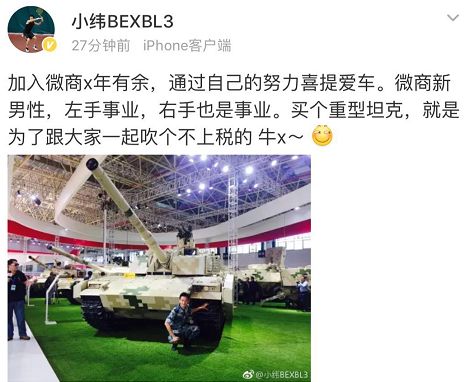 小纬BEXBL3
27分钟前 iPhone客户端
加入微商x年有余，通过自己的努力喜提爱车。微商新
男性，左手事业，右手也是事业。买个重型坦克，就是
为了跟大家一起吹个不上税的 牛x～
@小纬BEXBL3